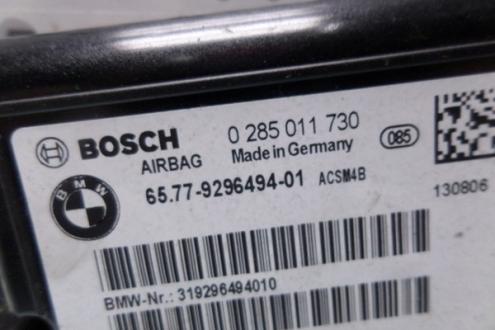 BOSCH 0 285 011 730
AIRBAG Made in Germany 085
BMW 65.77-9296494-01 ACSM4B
130806
BMW-Nr.: 319296494010